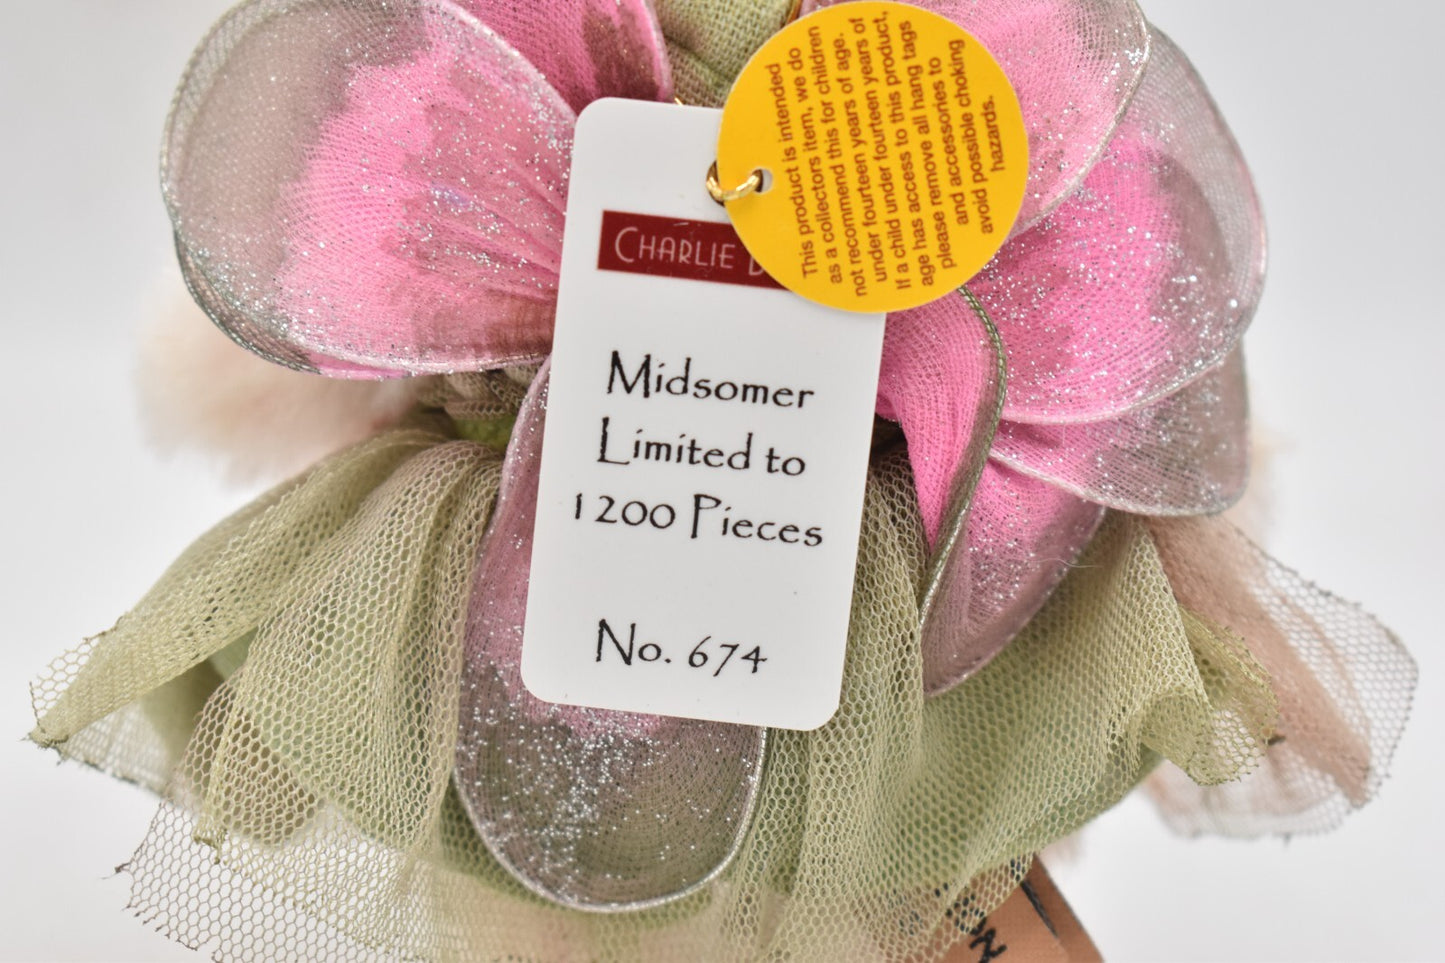 CHARLIE B
Midsomer
Limited to
1200 Pieces
No. 674
This product is intended
as a collectors item, we do
not recommend this for children
under fourteen years of age.
If a child under fourteen years of
age has access to this product,
please remove all hang tags
and accessories to
avoid possible choking
hazards.